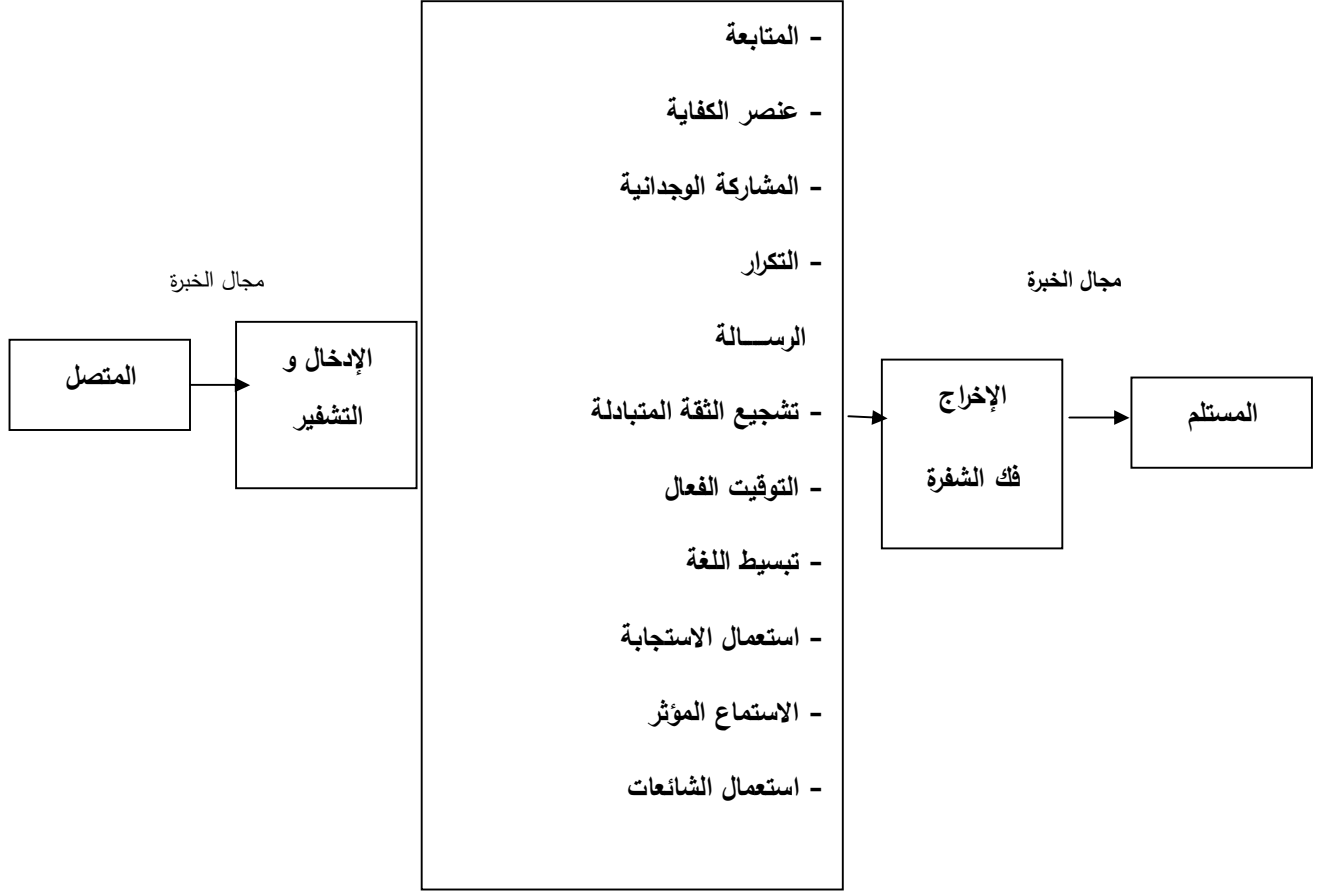 - المتابعة
- عنصر الكفاية
- المشاركة الوجدانية
- التكرار
الرســـالة
- تشجيع الثقة المتبادلة
- التوقيت الفعال
- تبسيط اللغة
- استعمال الاستجابة
- الاستماع المؤثر
- استعمال الشائعات
مجال الخبرة
الإخراج
فك الشفرة
المستلم
مجال الخبرة
الإدخال و
التشفير
المتصل